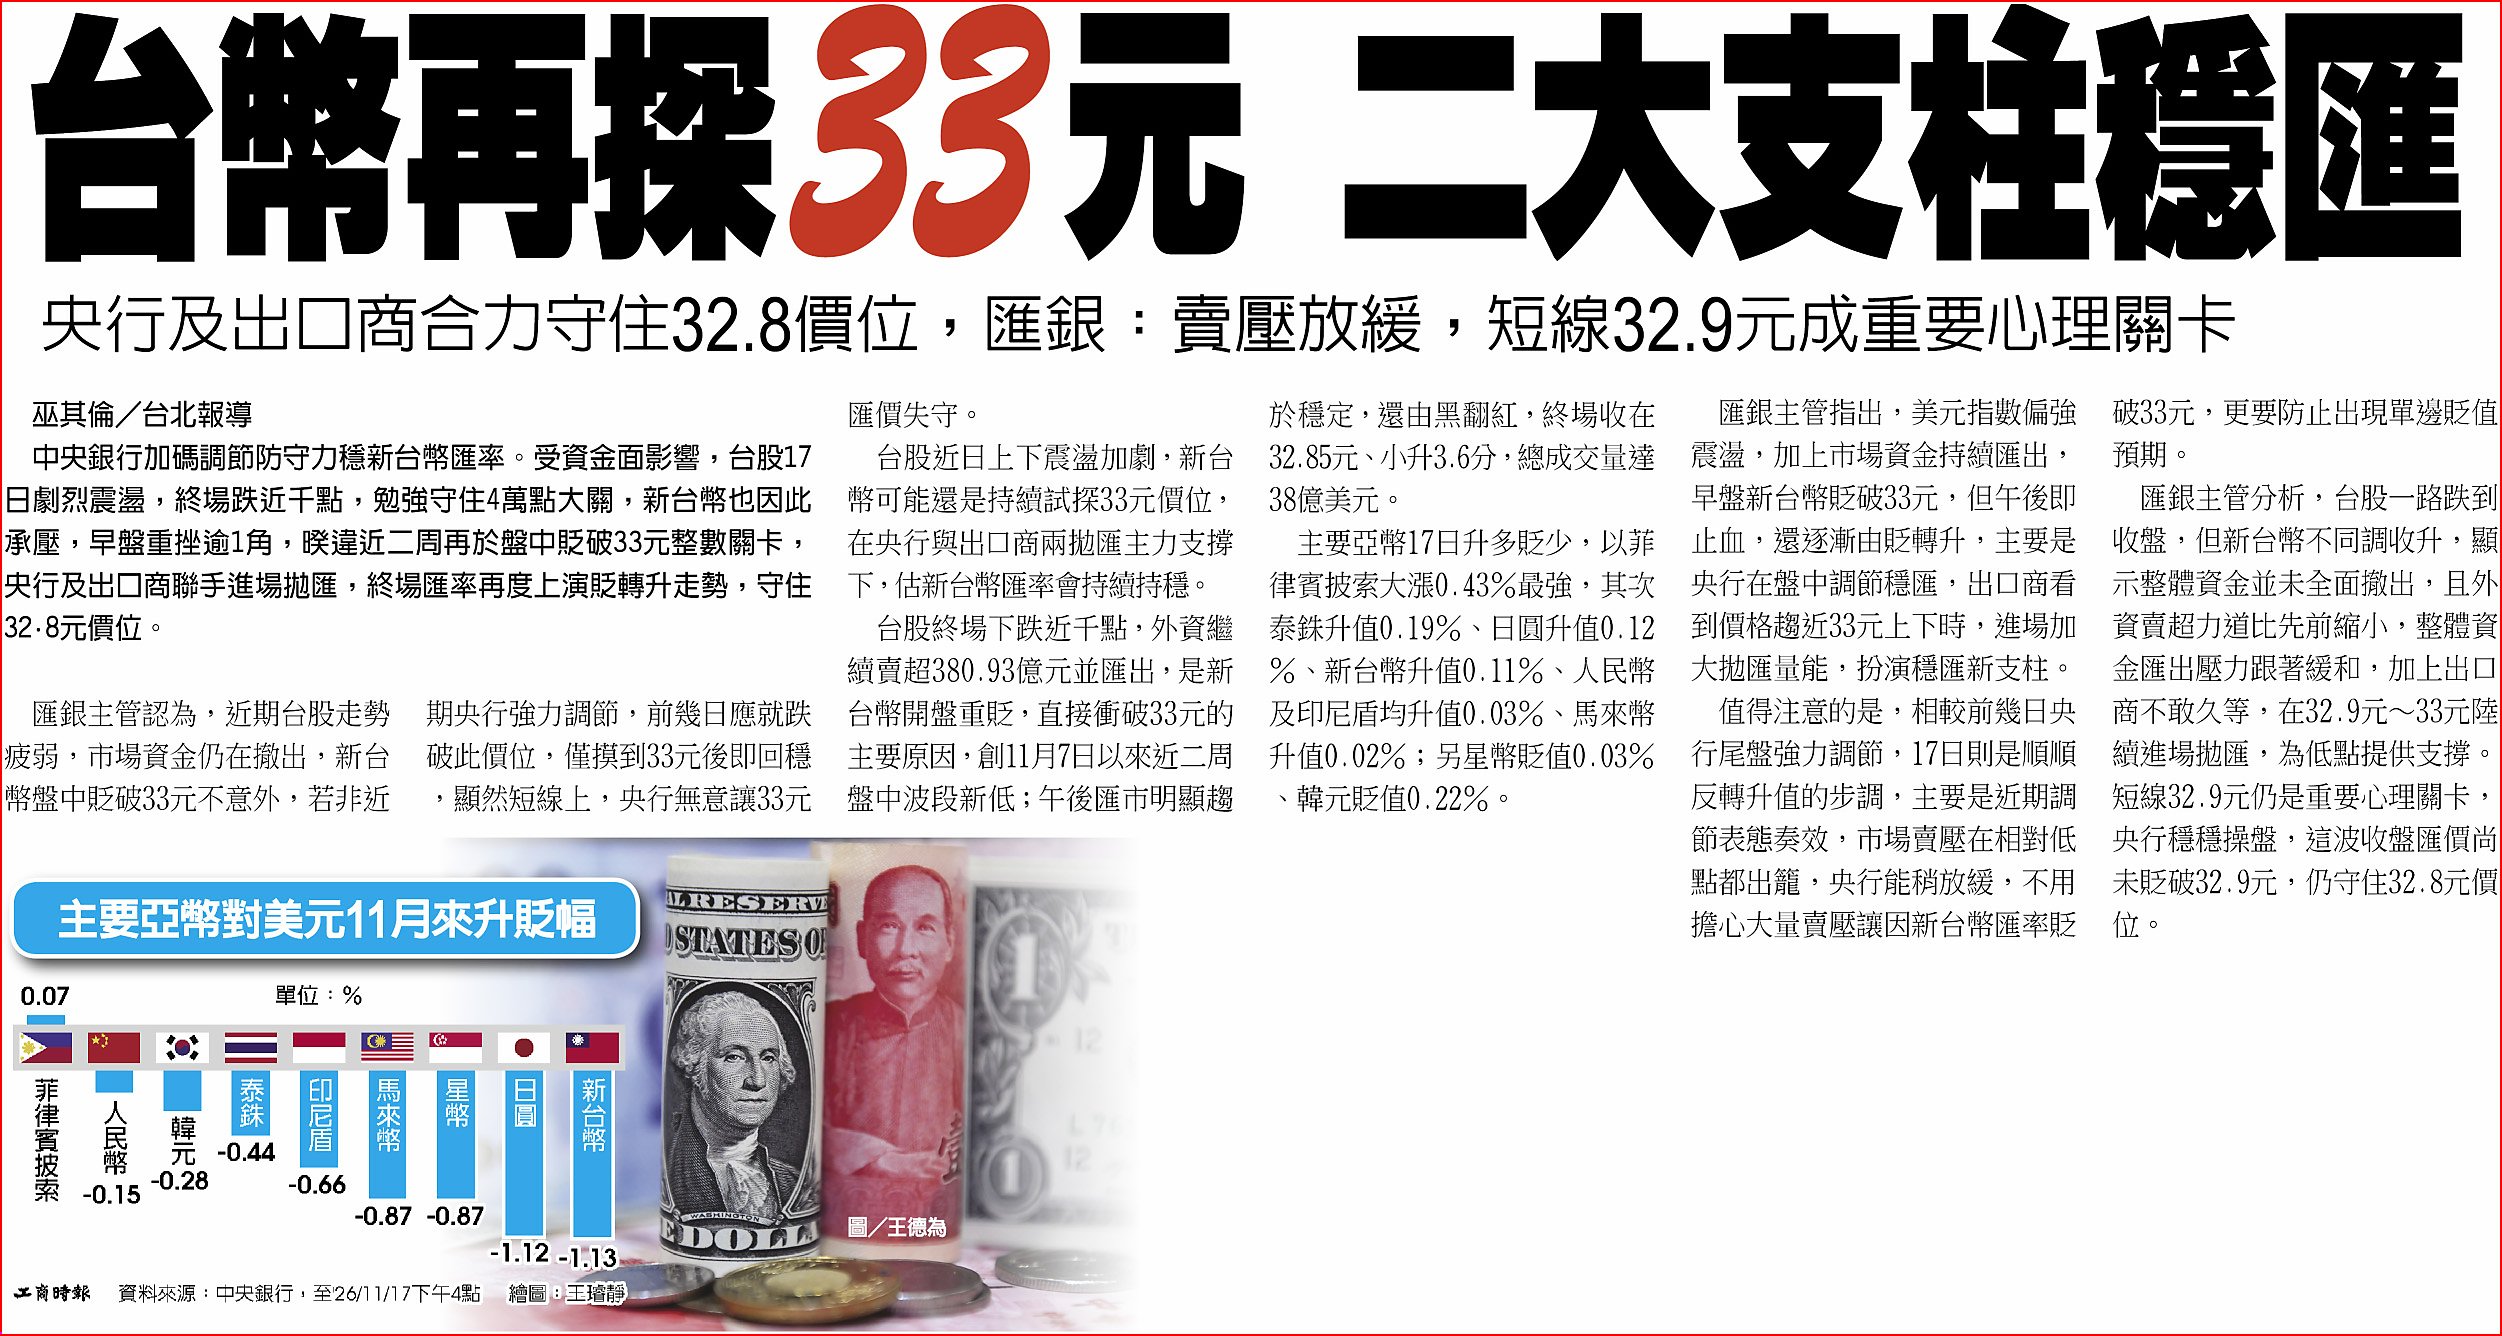 台幣再探33元 二大支柱穩匯
央行及出口商合力守住32.8價位，匯銀：賣壓放緩，短線32.9元成重要心理關卡
巫其倫／台北報導
中央銀行加碼調節防守力穩新台幣匯率。受資金面影響，台股17
日劇烈震盪，終場跌近千點，勉強守住4萬點大關，新台幣也因此
承壓，早盤重挫逾1角，睽違近二周再於盤中貶破33元整數關卡，
央行及出口商聯手進場拋匯，終場匯率再度上演貶轉升走勢，守住
32.8元價位。
匯銀主管認為，近期台股走勢
疲弱，市場資金仍在撤出，新台
幣盤中貶破33元不意外，若非近
期央行強力調節，前幾日應就跌
破此價位，僅摸到33元後即回穩
，顯然短線上，央行無意讓33元
匯價失守。
台股近日上下震盪加劇，新台
幣可能還是持續試探33元價位，
在央行與出口商兩拋匯主力支撐
下，估新台幣匯率會持續持穩。
台股終場下跌近千點，外資繼
續賣超380.93億元並匯出，是新
台幣開盤重貶，直接衝破33元的
主要原因，創11月7日以來近二周
盤中波段新低；午後匯市明顯趨
於穩定，還由黑翻紅，終場收在
32.85元、小升3.6分，總成交量達
38億美元。
主要亞幣17日升多貶少，以菲
律賓披索大漲0.43%最強，其次
泰銖升值0.19%、日圓升值0.12
%、新台幣升值0.11%、人民幣
及印尼盾均升值0.03%、馬來幣
升值0.02%；另星幣貶值0.03%
、韓元貶值0.22%。
匯銀主管指出，美元指數偏強
震盪，加上市場資金持續匯出，
早盤新台幣貶破33元，但午後即
止血，還逐漸由貶轉升，主要是
央行在盤中調節穩匯，出口商看
到價格趨近33元上下時，進場加
大拋匯量能，扮演穩匯新支柱。
值得注意的是，相較前幾日央
行尾盤強力調節，17日則是順順
反轉升值的步調，主要是近期調
節表態奏效，市場賣壓在相對低
點都出籠，央行能稍放緩，不用
擔心大量賣壓讓因新台幣匯率貶
破33元，更要防止出現單邊貶值
預期。
匯銀主管分析，台股一路跌到
收盤，但新台幣不同調收升，顯
示整體資金並未全面撤出，且外
資賣超力道比先前縮小，整體資
金匯出壓力跟著緩和，加上出口
商不敢久等，在32.9元～33元陸
續進場拋匯，為低點提供支撐。
短線32.9元仍是重要心理關卡，
央行穩穩操盤，這波收盤匯價尚
未貶破32.9元，仍守住32.8元價
位。
主要亞幣對美元11月來升貶幅
單位：%
0.07
菲律賓披索
人民幣
-0.15
韓元
-0.28
泰銖
-0.44
印尼盾
-0.66
馬來幣
-0.87
星幣
-0.87
日圓
-1.12
新台幣
-1.13
圖／王德為
工商時報 資料來源：中央銀行，至'26/11/17下午4點 繪圖：王瓊靜